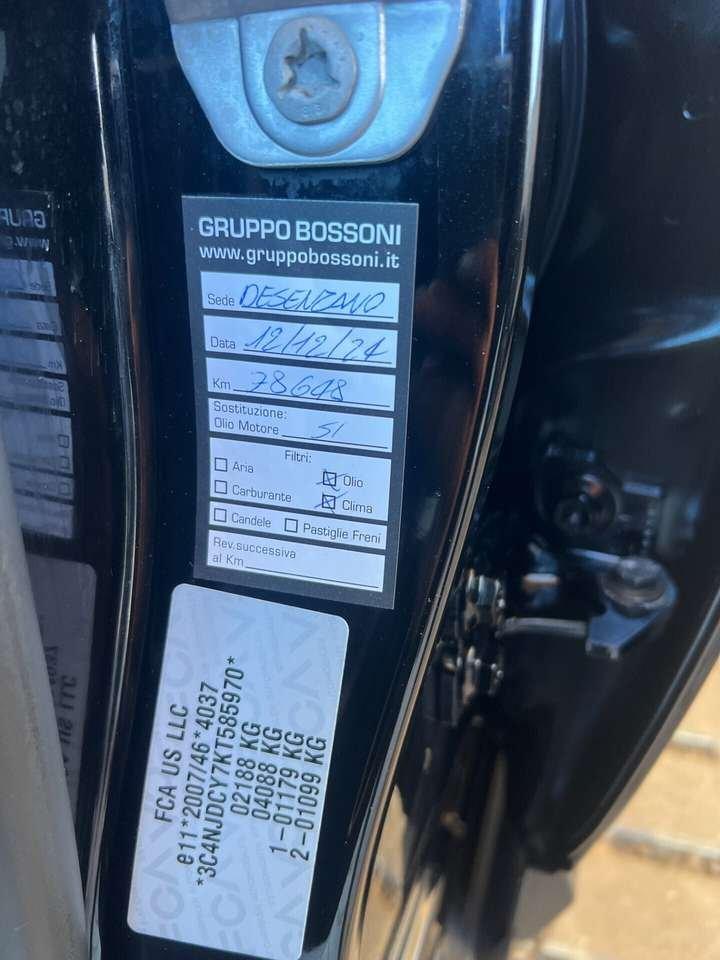 GRUPPO BOSSONI
www.gruppobossoni.it
Sede DESENZANO
Data 12/12/24
Km 78648
Sostituzione:
Olio Motore SI
Filtri:
Aria Olio
Carburante Clima
Candele Pastiglie Freni
Rev.successiva
al Km
FCA US LLC
e11*2007/46*4037
*3C4NJDCY7KT585970*
02188 KG
04088 KG
1-01179 KG
2-01099 KG